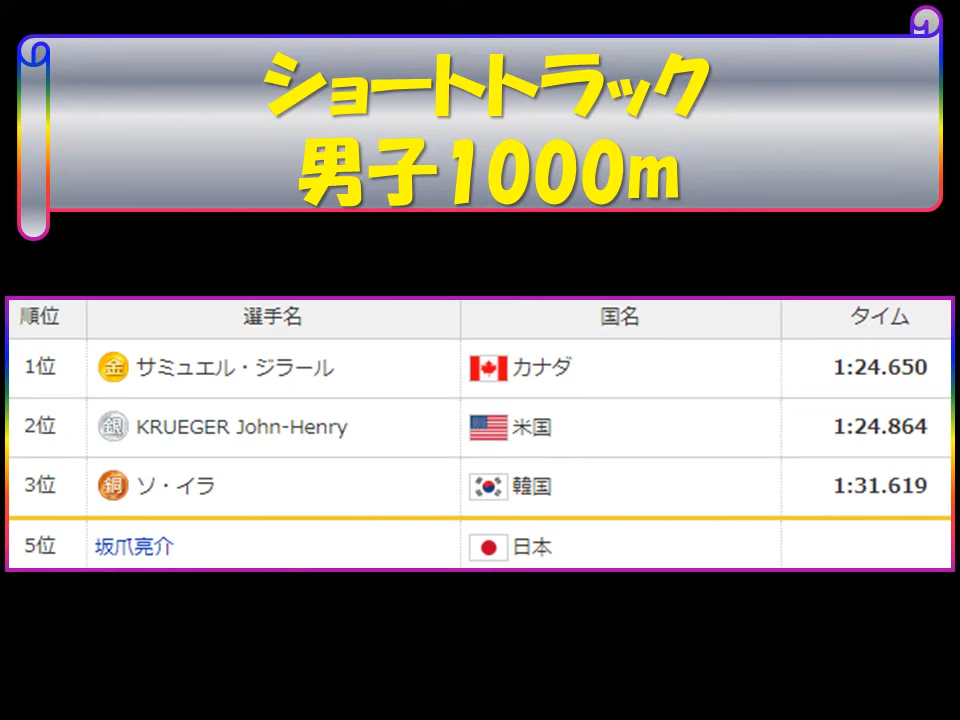 ショートトラック
男子1000m
順位 選手名 国名 タイム
1位 金 サミュエル・ジラール カナダ 1:24.650
2位 銀 KRUEGER John-Henry 米国 1:24.864
3位 銅 ソ・イラ 韓国 1:31.619
5位 坂爪亮介 日本